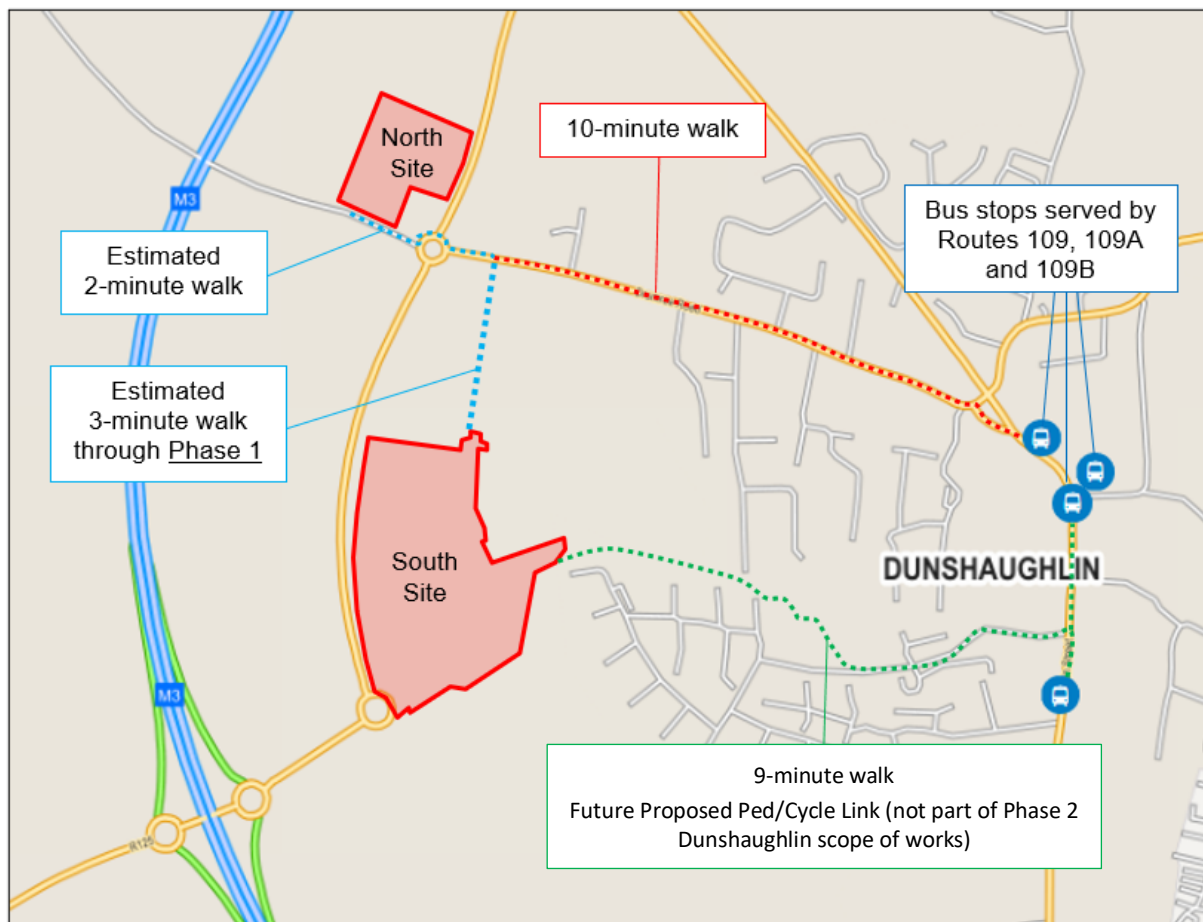 North
Site
10-minute walk
M3
Bus stops served by
Routes 109, 109A
and 109B
Estimated
2-minute walk
Estimated
3-minute walk
through Phase 1
South
Site
DUNSHAUGHLIN
M3
9-minute walk
Future Proposed Ped/Cycle Link (not part of Phase 2
Dunshaughlin scope of works)
R125